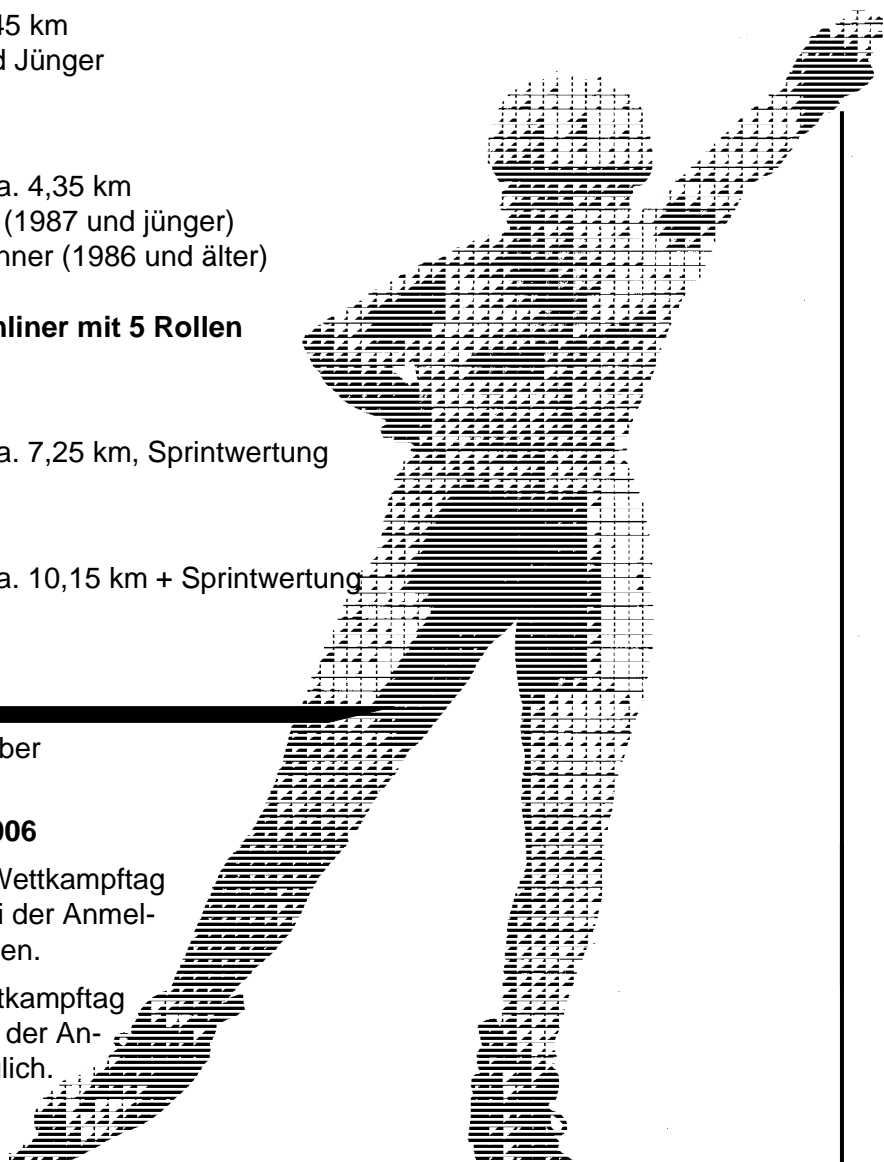 45 km
d Jünger
a. 4,35 km
(1987 und jünger)
nner (1986 und älter)
nliner mit 5 Rollen
a. 7,25 km, Sprintwertung
a. 10,15 km + Sprintwertung
ber
006
Wettkampftag
i der Anmel-
en.
ttkampftag
der An-
lich.